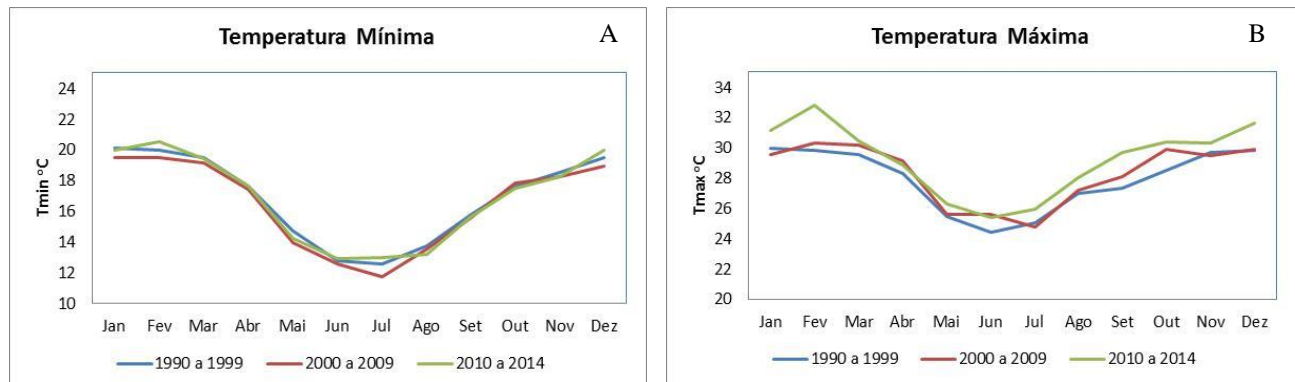 Temperatura Mínima A
24
22
20
18
16
14
12
10
Tmin °C
Jan Fev Mar Abr Mai Jun Jul Ago Set Out Nov Dez
1990 a 1999 2000 a 2009 2010 a 2014
Temperatura Máxima B
34
32
30
28
26
24
22
20
Tmax °C
Jan Fev Mar Abr Mai Jun Jul Ago Set Out Nov Dez
1990 a 1999 2000 a 2009 2010 a 2014